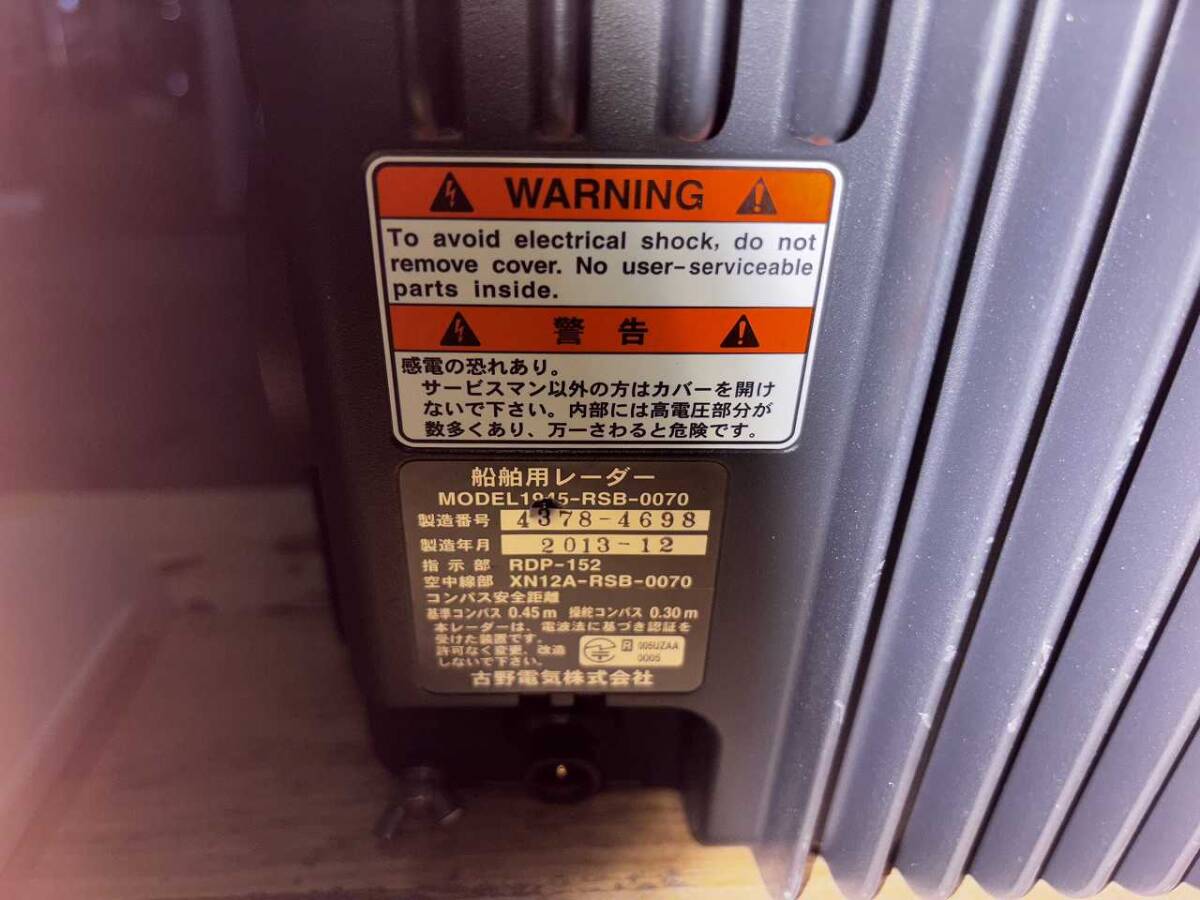 WARNING
To avoid electrical shock, do not
remove cover. No user-serviceable
parts inside.
警告
感電の恐れあり。
サービスマン以外の方はカバーを開け
ないで下さい。内部には高電圧部分が
数多くあり、万一さわると危険です。
船舶用レーダー
MODEL1945-RSB-0070
製造番号 4378-4698
製造年月 2013-12
指示部 RDP-152
空中線部 XN12A-RSB-0070
コンパス安全距離
基準コンパス 0.45m 操舵コンパス 0.30m
本レーダーは、電波法に基づき認証を
受けた装置です。
許可なく変更、改造
しないで下さい。
R 005UZAA
0005
古野電気株式会社